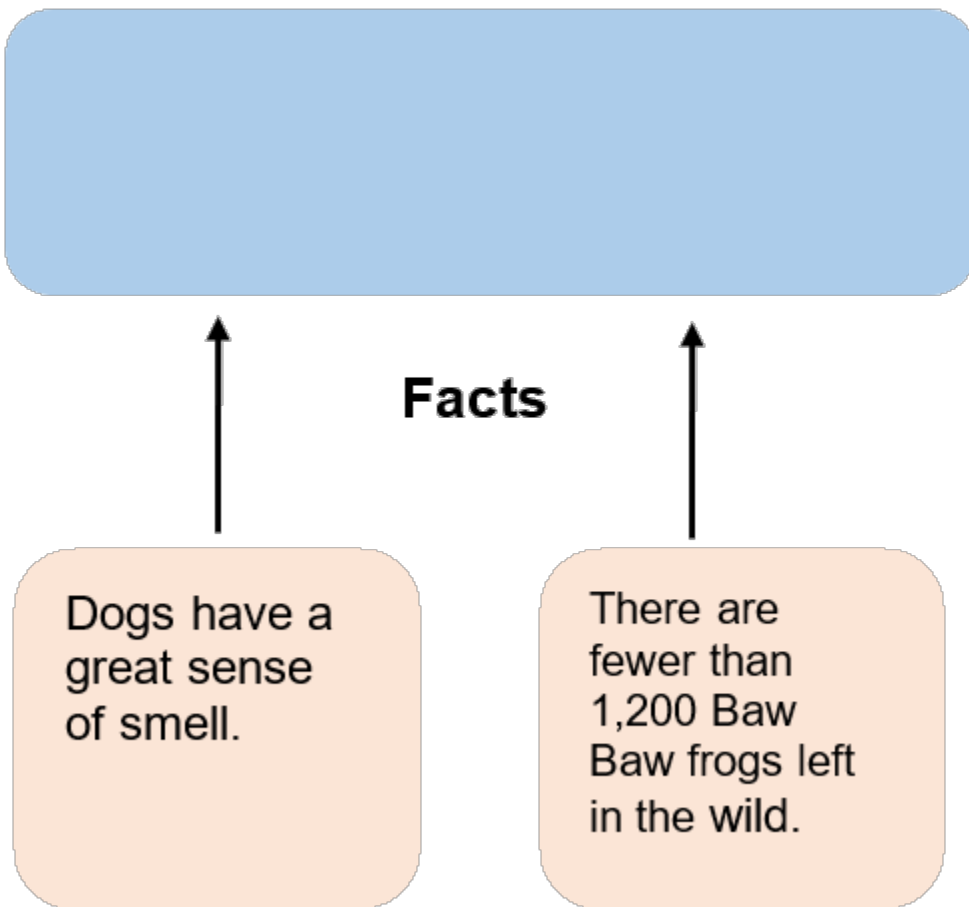 Facts
Dogs have a
great sense
of smell.
There are
fewer than
1,200 Baw
Baw frogs left
in the wild.